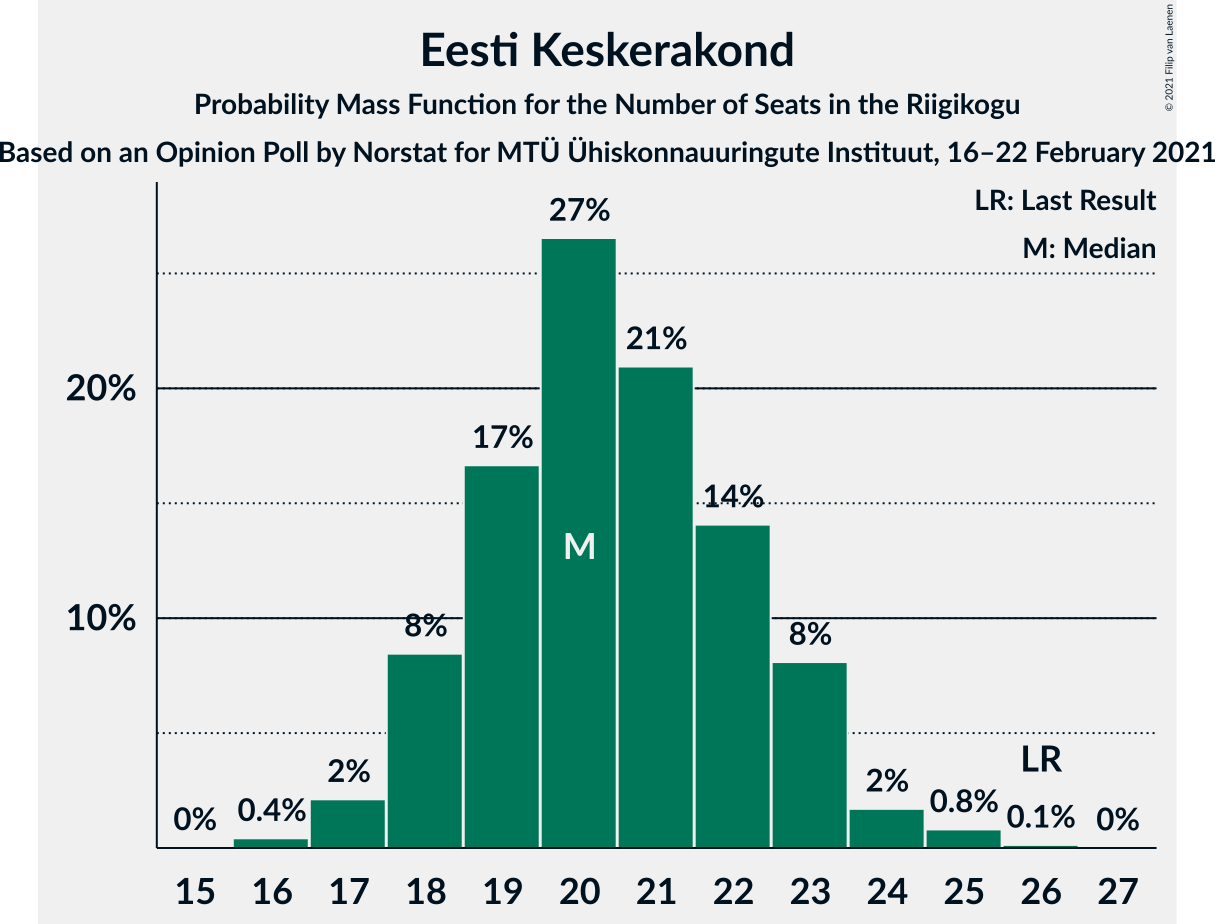 Eesti Keskerakond
Probability Mass Function for the Number of Seats in the Riigikogu
Based on an Opinion Poll by Norstat for MTÜ Ühiskonnauuringute Instituut, 16–22 February 2021
© 2021 Filip van Laenen
LR: Last Result
M: Median
27%
21%
20%
17%
14%
M
10%
8%
8%
LR
2%
2%
0.8%
0.4%
0.1%
0%
0%
15 16 17 18 19 20 21 22 23 24 25 26 27